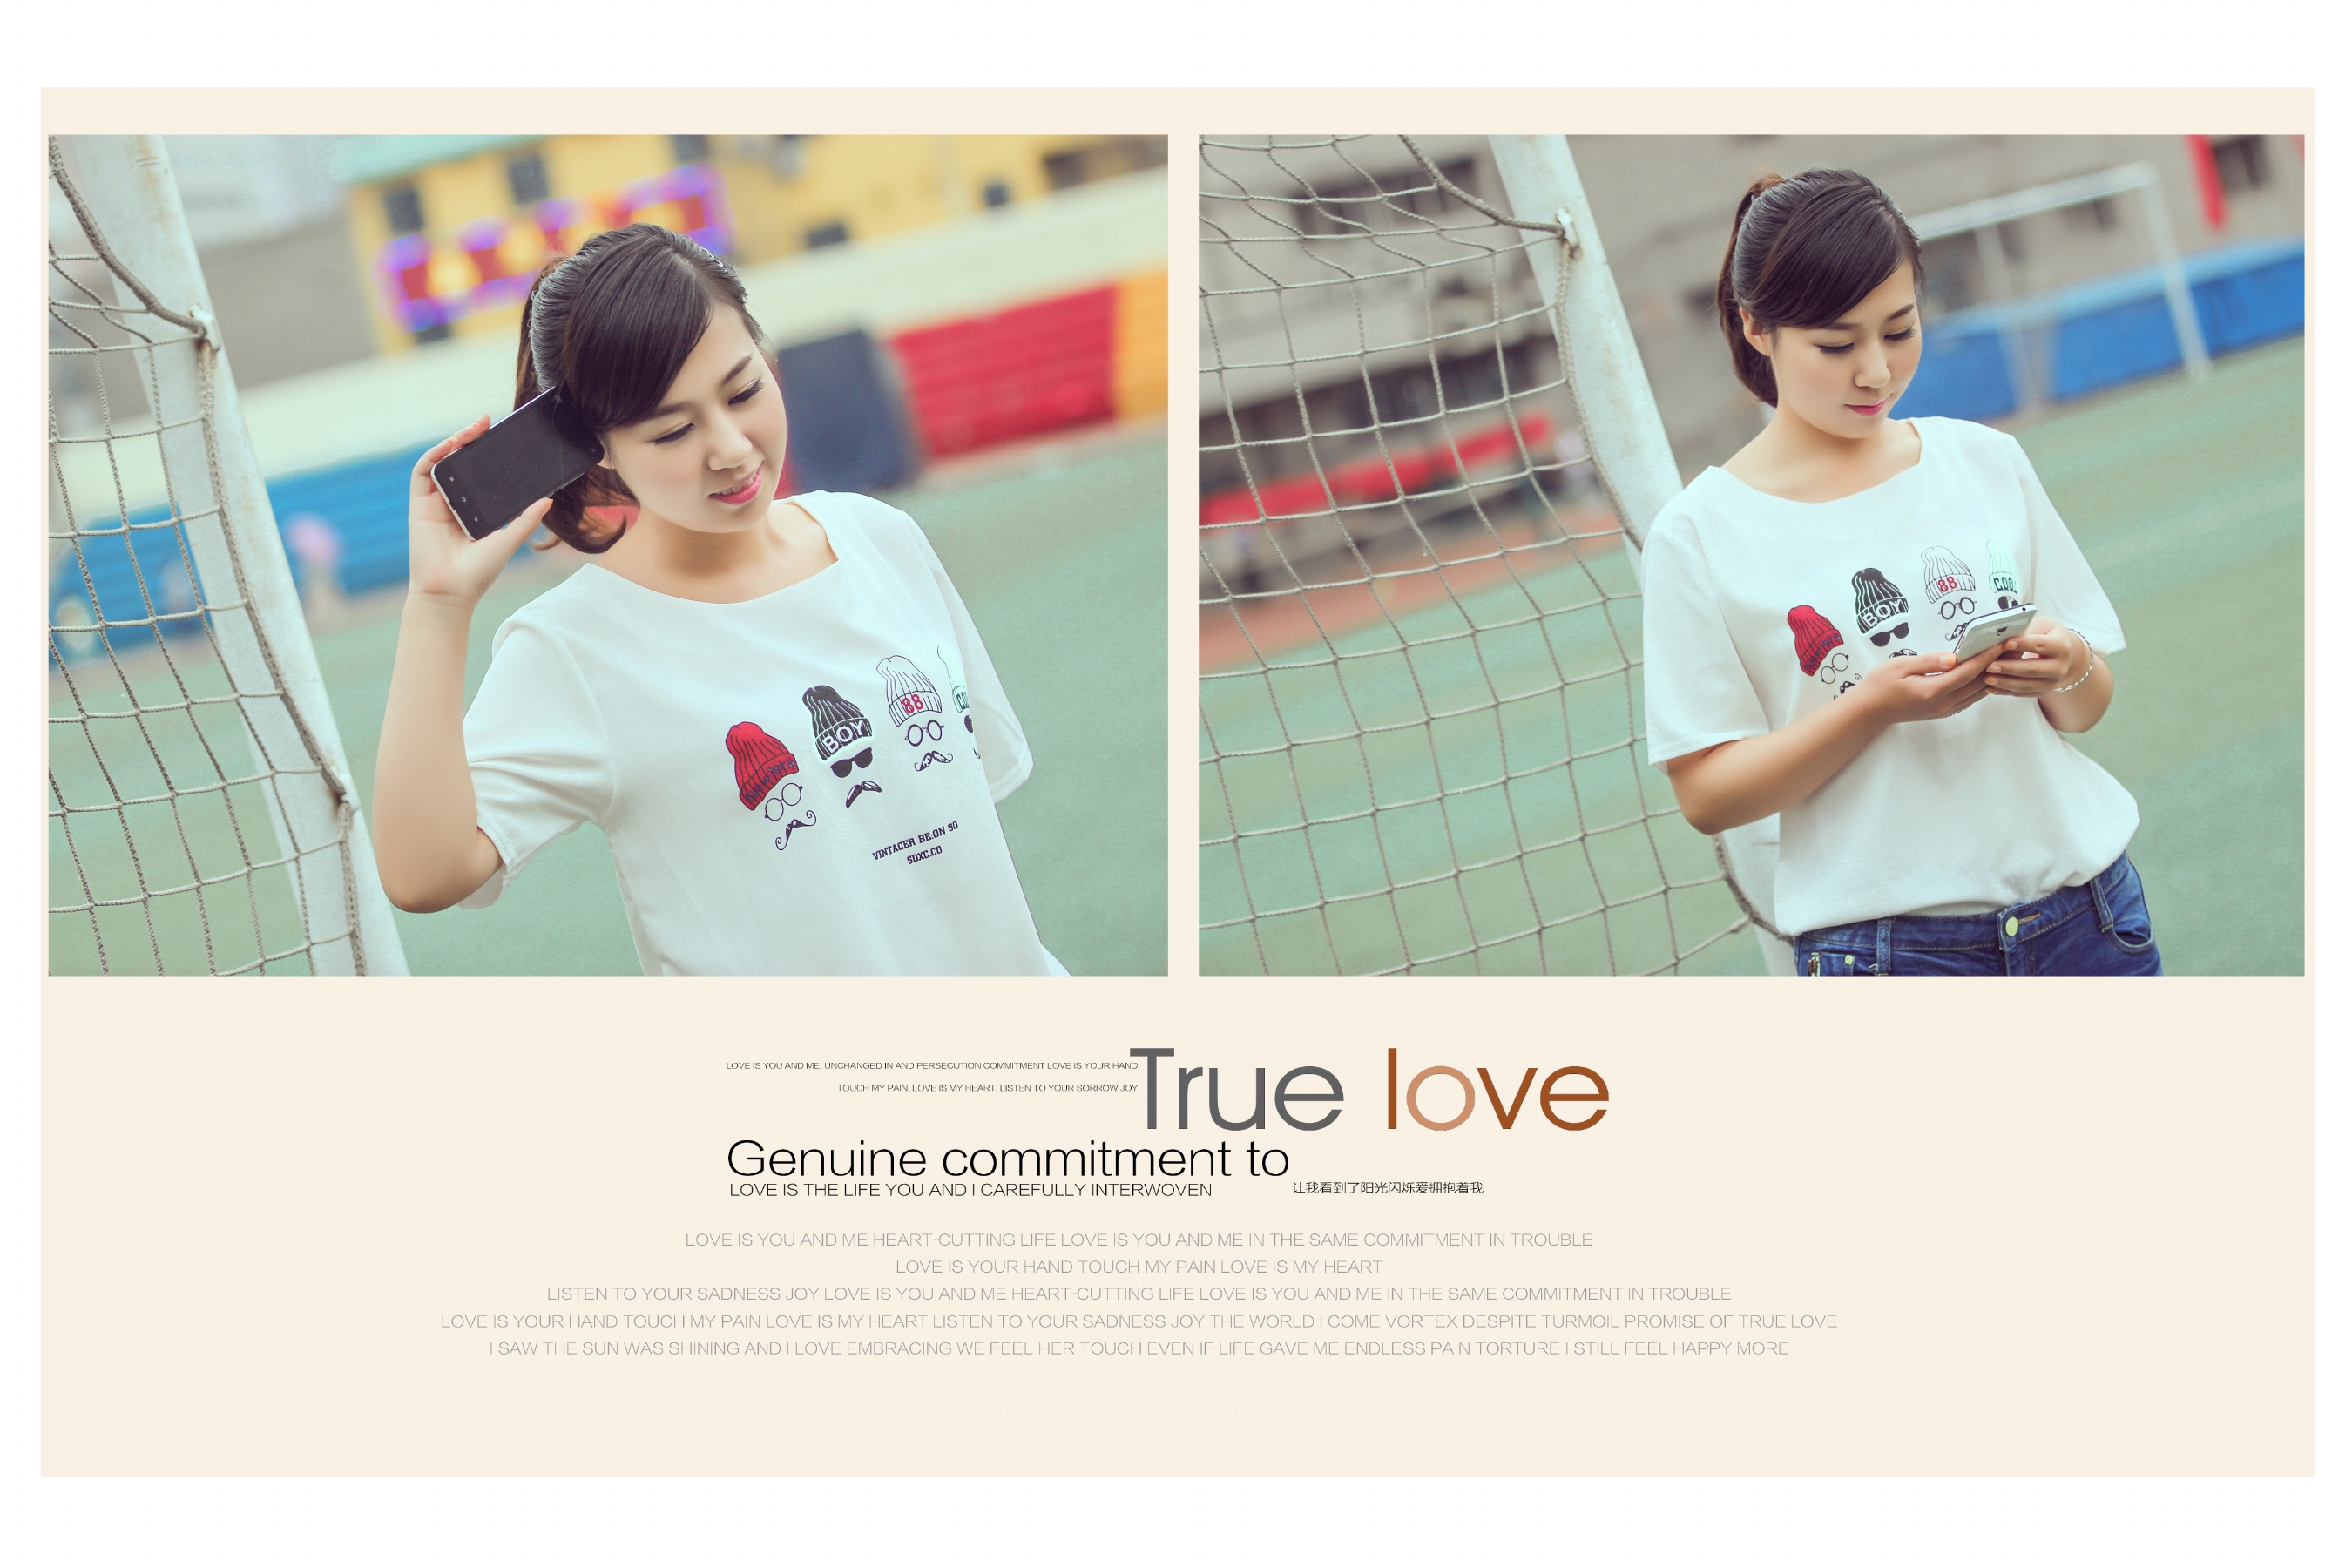 BOY
88
VINTACER BE:ON 90
SDXC.CO
BOY
88
LOVE IS YOU AND ME, UNCHANGED IN AND PERSECUTION COMMITMENT LOVE IS YOUR HAND,
TOUCH MY PAIN, LOVE IS MY HEART, LISTEN TO YOUR SORROW JOY,
True love
Genuine commitment to
LOVE IS THE LIFE YOU AND I CAREFULLY INTERWOVEN
让我看到了阳光闪烁爱拥抱着我
LOVE IS YOU AND ME HEART-CUTTING LIFE LOVE IS YOU AND ME IN THE SAME COMMITMENT IN TROUBLE
LOVE IS YOUR HAND TOUCH MY PAIN LOVE IS MY HEART
LISTEN TO YOUR SADNESS JOY LOVE IS YOU AND ME HEART-CUTTING LIFE LOVE IS YOU AND ME IN THE SAME COMMITMENT IN TROUBLE
LOVE IS YOUR HAND TOUCH MY PAIN LOVE IS MY HEART LISTEN TO YOUR SADNESS JOY THE WORLD I COME VORTEX DESPITE TURMOIL PROMISE OF TRUE LOVE
I SAW THE SUN WAS SHINING AND I LOVE EMBRACING WE FEEL HER TOUCH EVEN IF LIFE GAVE ME ENDLESS PAIN TORTURE I STILL FEEL HAPPY MORE